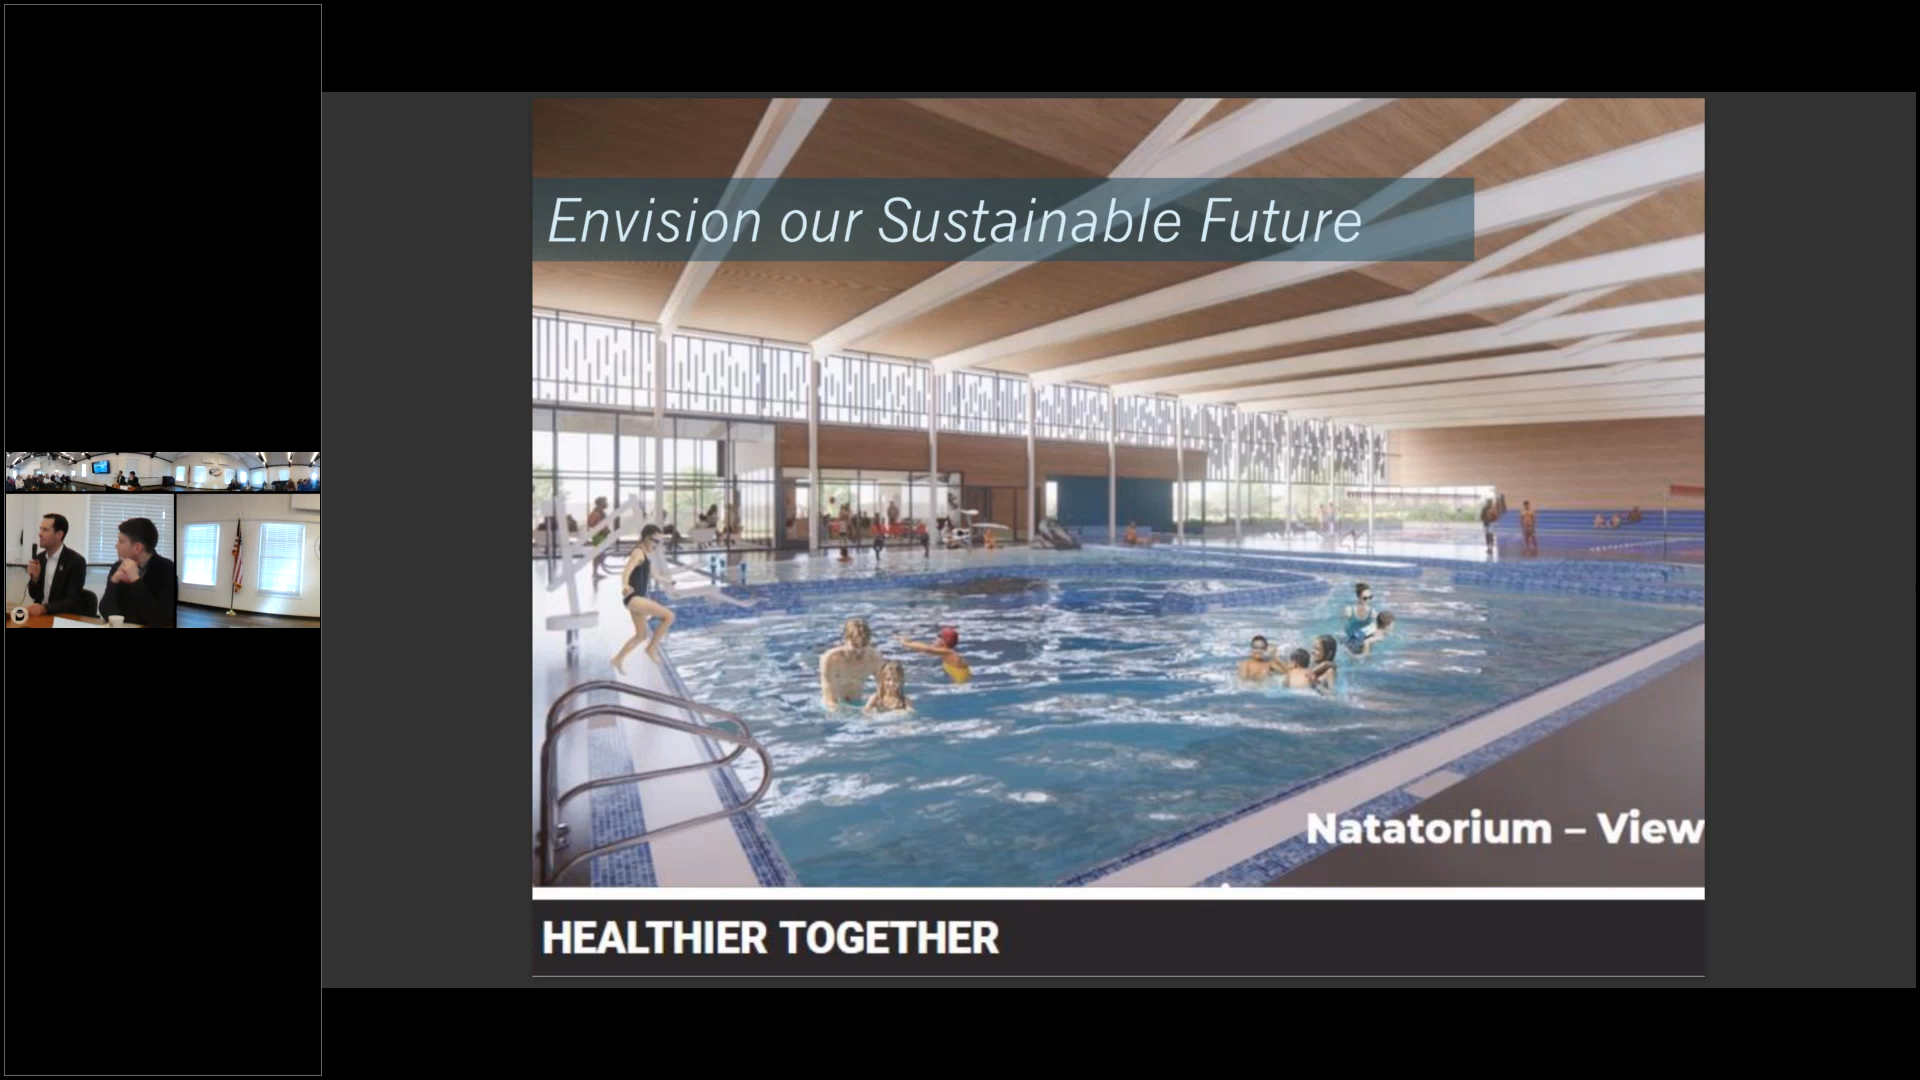 Envision our Sustainable Future
Natatorium – View
HEALTHIER TOGETHER